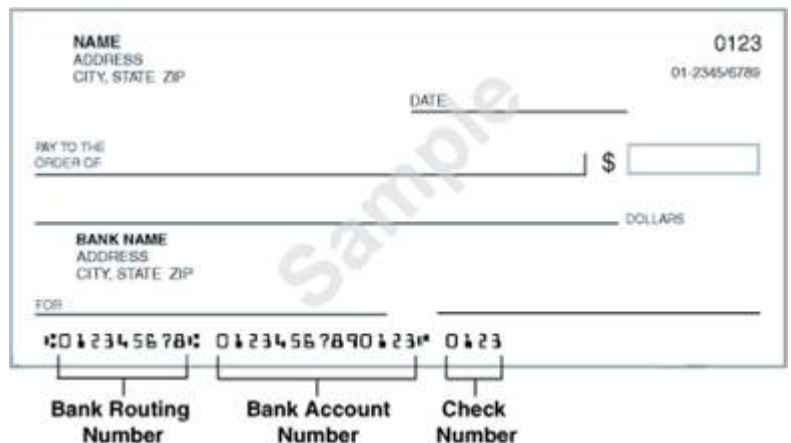 NAME
ADDRESS
CITY, STATE ZIP
0123
01-2345/6789
DATE
PAY TO THE
ORDER OF
$
DOLLARS
Sample
BANK NAME
ADDRESS
CITY, STATE ZIP
FOR
⑆012345678⑆ 01234567890123⑈ 0123
Bank Routing Number
Bank Account Number
Check Number